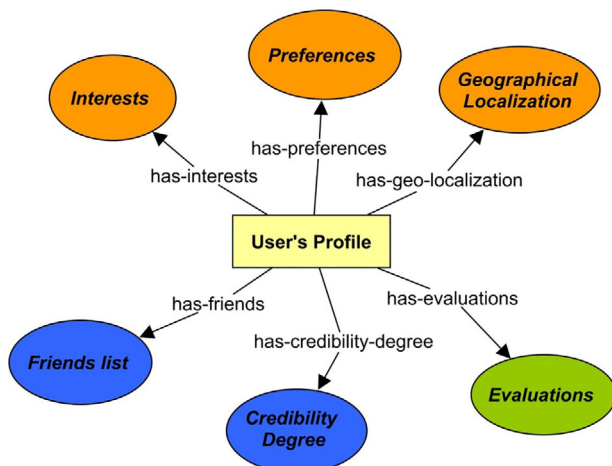 Preferences
Interests
Geographical
Localization
has-preferences
has-interests
has-geo-localization
User's Profile
has-friends
has-evaluations
has-credibility-degree
Friends list
Evaluations
Credibility
Degree